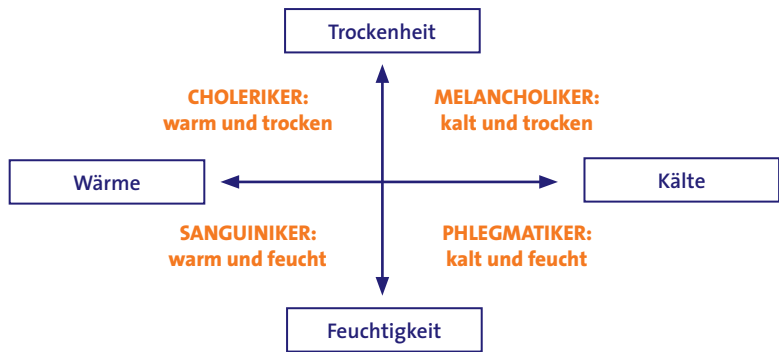 Trockenheit
CHOLERIKER:
warm und trocken
MELANCHOLIKER:
kalt und trocken
Wärme
Kälte
SANGUINIKER:
warm und feucht
PHLEGMATIKER:
kalt und feucht
Feuchtigkeit